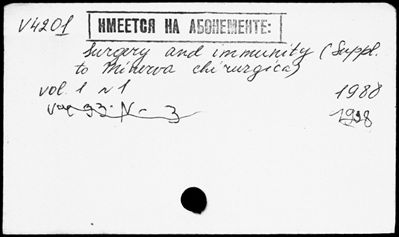 V4201 ИМЕЕТСЯ НА АБОНЕМЕНТЕ:
Surgery and immunity (Suppl.
to Minerva chirurgica)
vol. 1 N 1 1988
vol 93 N- 3 1998